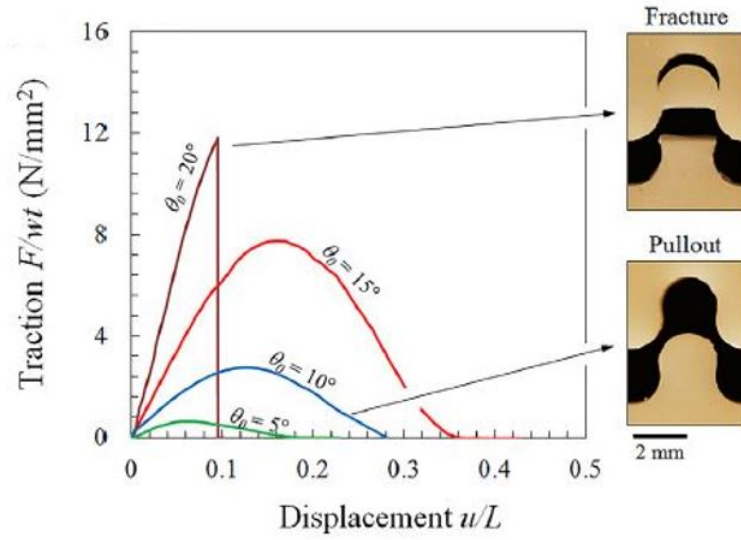 Fracture
16
12
8
4
0
Traction F/wt (N/mm²)
θ₀ = 20°
θ₀ = 15°
θ₀ = 10°
θ₀ = 5°
Pullout
2 mm
0 0.1 0.2 0.3 0.4 0.5
Displacement u/L